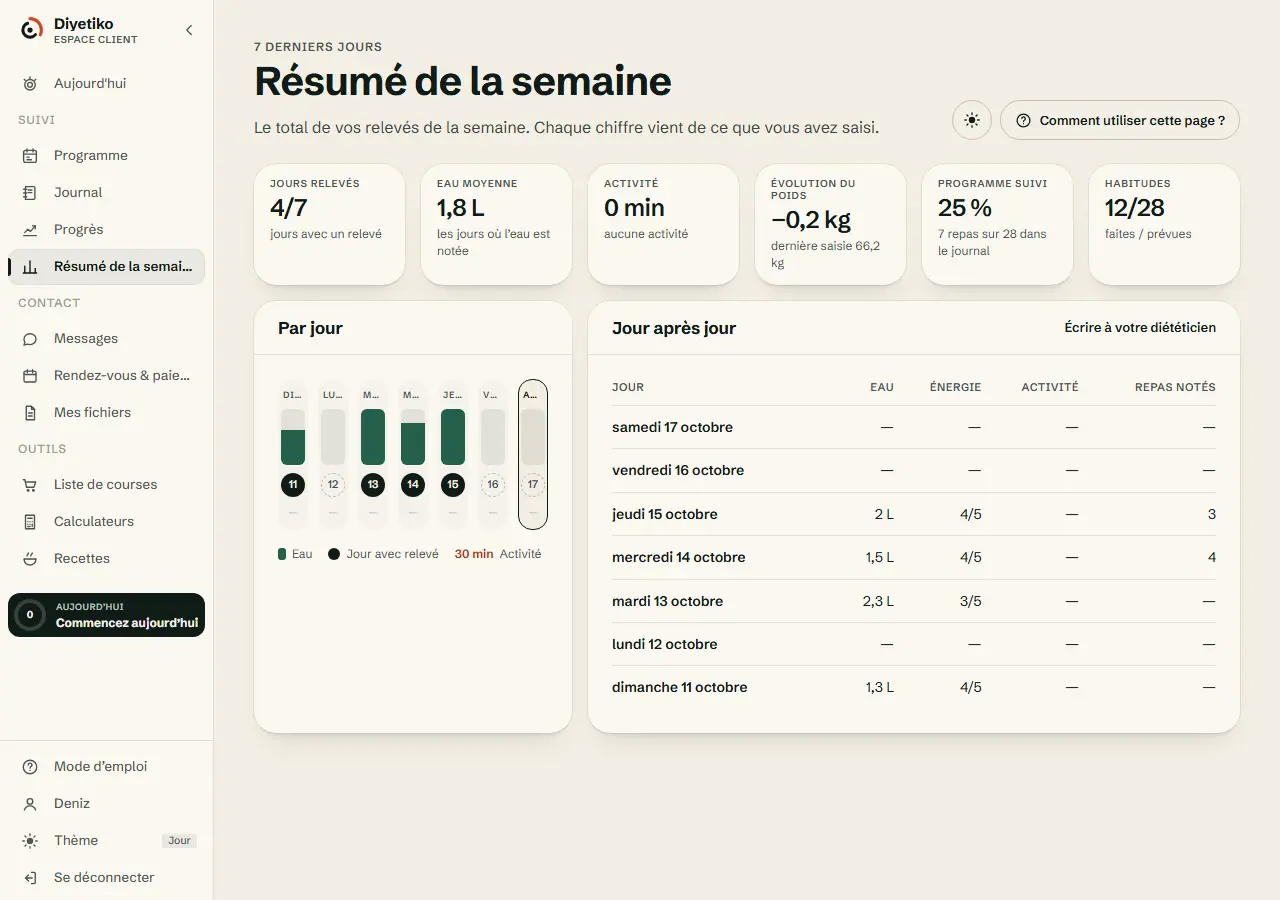 Diyetiko
ESPACE CLIENT
Aujourd'hui
SUIVI
Programme
Journal
Progrès
Résumé de la semai...
CONTACT
Messages
Rendez-vous & paie...
Mes fichiers
OUTILS
Liste de courses
Calculateurs
Recettes
0
AUJOURD'HUI
Commencez aujourd'hui
Mode d'emploi
Deniz
Thème
Jour
Se déconnecter
7 DERNIERS JOURS
Résumé de la semaine
Le total de vos relevés de la semaine. Chaque chiffre vient de ce que vous avez saisi.
Comment utiliser cette page ?
JOURS RELEVÉS
4/7
jours avec un relevé
EAU MOYENNE
1,8 L
les jours où l'eau est
notée
ACTIVITÉ
0 min
aucune activité
ÉVOLUTION DU
POIDS
−0,2 kg
dernière saisie 66,2
kg
PROGRAMME SUIVI
25 %
7 repas sur 28 dans
le journal
HABITUDES
12/28
faites / prévues
Par jour
DI... LU... M... M... JE... V... A...
11 12 13 14 15 16 17
— — — — — — —
Eau Jour avec relevé 30 min Activité
Jour après jour
Écrire à votre diététicien
JOUR EAU ÉNERGIE ACTIVITÉ REPAS NOTÉS
samedi 17 octobre — — — —
vendredi 16 octobre — — — —
jeudi 15 octobre 2 L 4/5 — 3
mercredi 14 octobre 1,5 L 4/5 — 4
mardi 13 octobre 2,3 L 3/5 — —
lundi 12 octobre — — — —
dimanche 11 octobre 1,3 L 4/5 — —